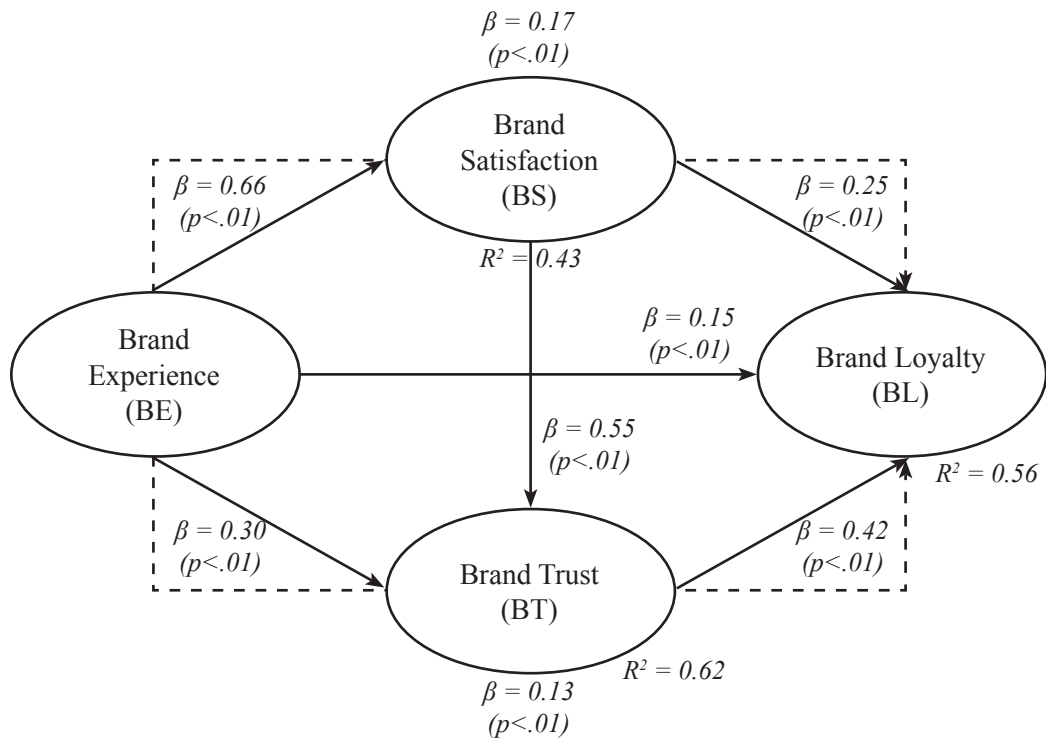 β = 0.17
(p<.01)
Brand
Satisfaction
(BS)
β = 0.66
(p<.01)
β = 0.25
(p<.01)
R² = 0.43
Brand
Experience
(BE)
β = 0.15
(p<.01)
Brand Loyalty
(BL)
β = 0.55
(p<.01)
R² = 0.56
β = 0.30
(p<.01)
β = 0.42
(p<.01)
Brand Trust
(BT)
R² = 0.62
β = 0.13
(p<.01)